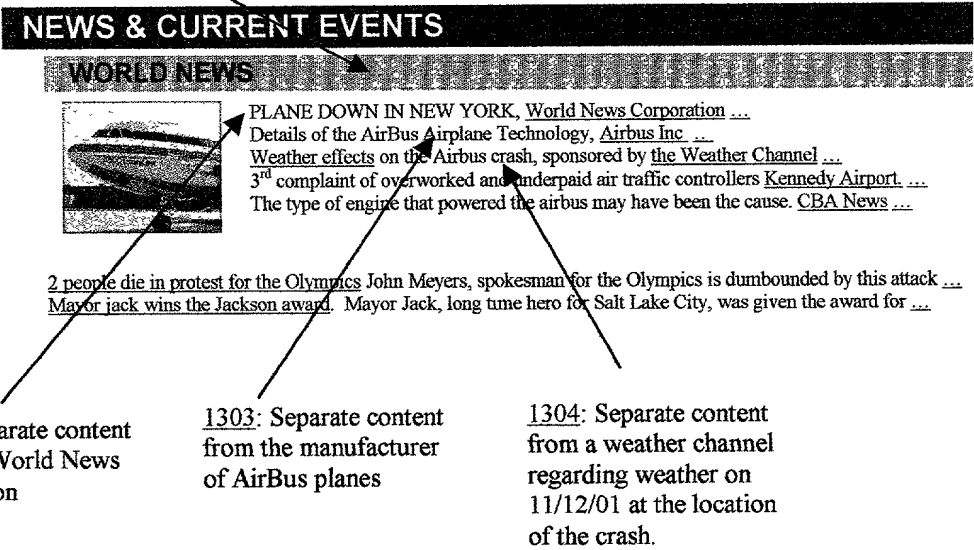 NEWS & CURRENT EVENTS
WORLD NEWS
PLANE DOWN IN NEW YORK, World News Corporation ...
Details of the AirBus Airplane Technology, Airbus Inc ...
Weather effects on the Airbus crash, sponsored by the Weather Channel ...
3rd complaint of overworked and underpaid air traffic controllers Kennedy Airport. ...
The type of engine that powered the airbus may have been the cause. CBA News ...
2 people die in protest for the Olympics John Meyers, spokesman for the Olympics is dumbounded by this attack ...
Mayor jack wins the Jackson award. Mayor Jack, long time hero for Salt Lake City, was given the award for ...
arate content
World News
on
1303: Separate content
from the manufacturer
of AirBus planes
1304: Separate content
from a weather channel
regarding weather on
11/12/01 at the location
of the crash.